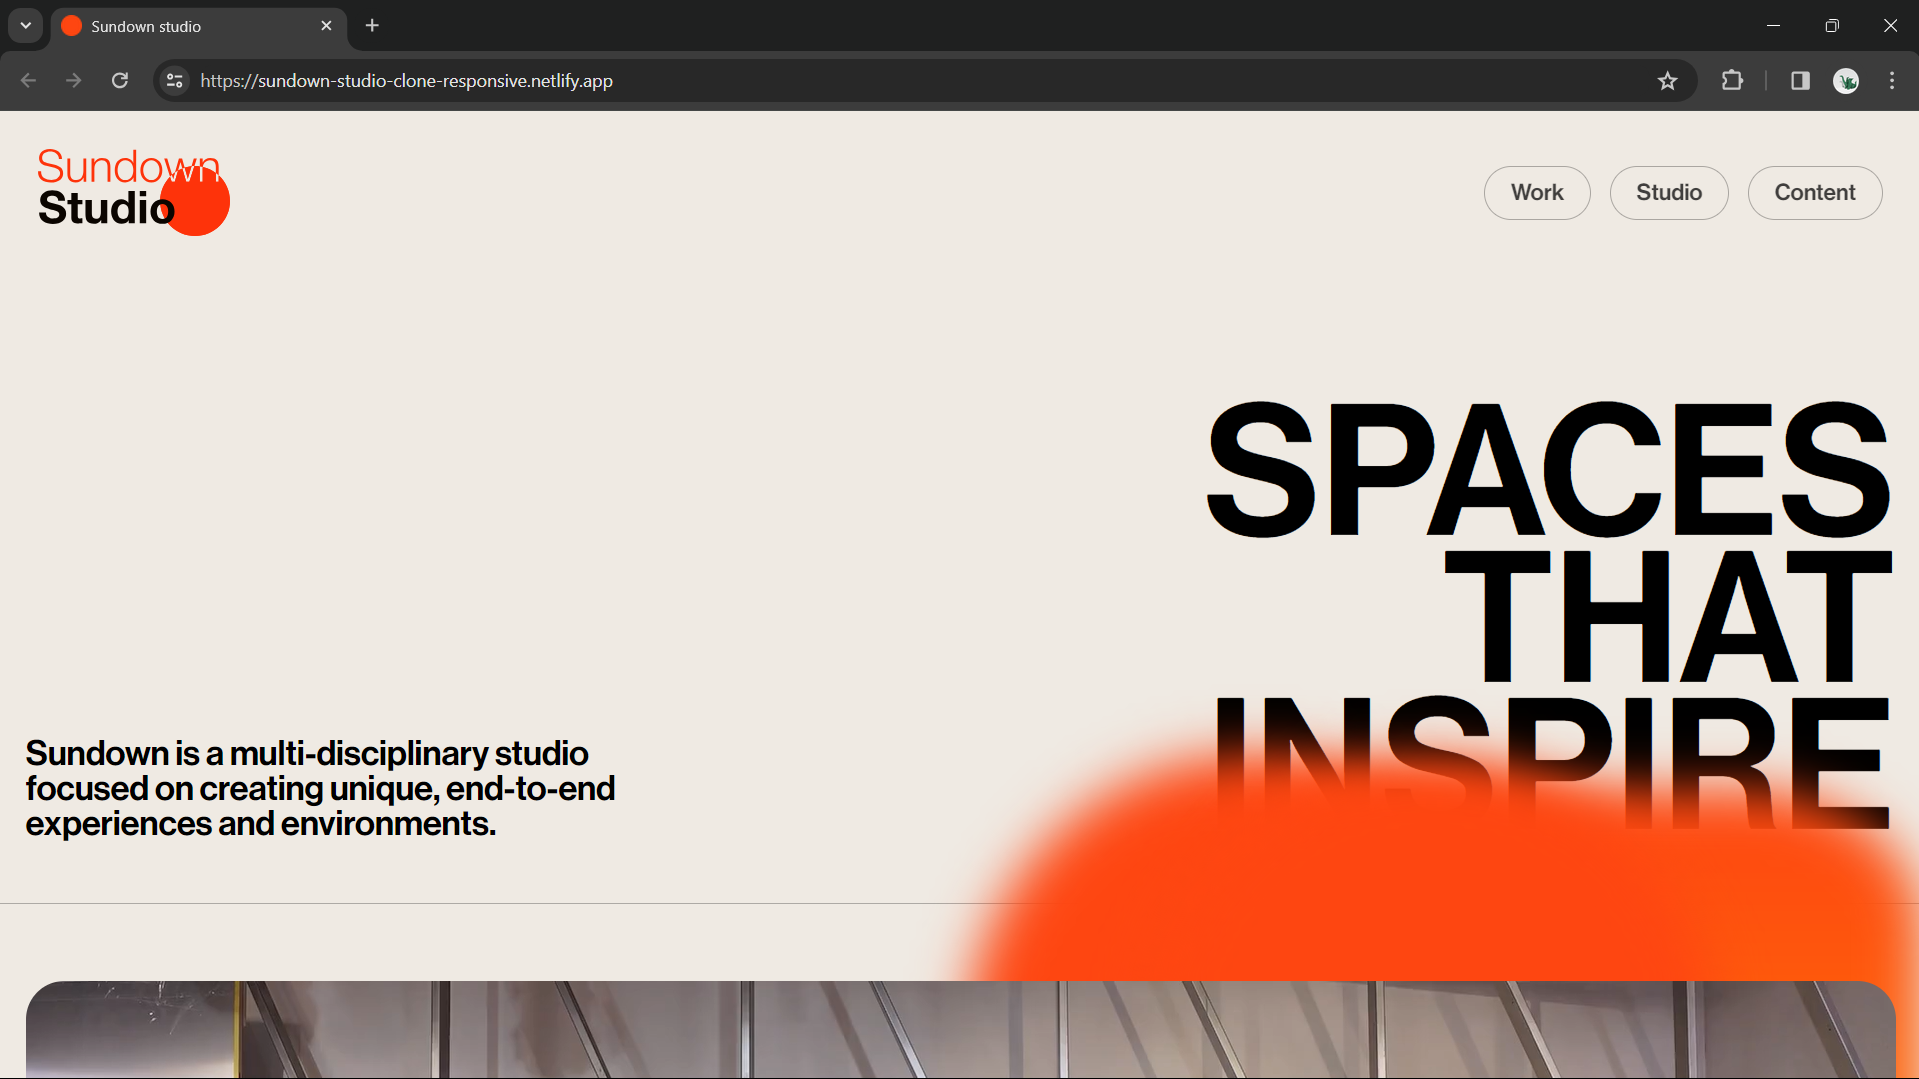 Sundown studio
https://sundown-studio-clone-responsive.netlify.app
Sundown
Studio
Work
Studio
Content
SPACES
THAT
INSPIRE
Sundown is a multi-disciplinary studio
focused on creating unique, end-to-end
experiences and environments.